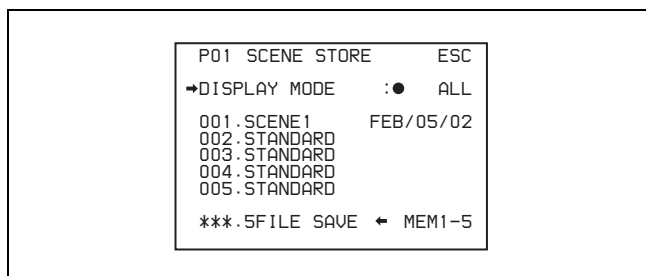 P01 SCENE STORE ESC
➡DISPLAY MODE :● ALL
001.SCENE1 FEB/05/02
002.STANDARD
003.STANDARD
004.STANDARD
005.STANDARD
***.5FILE SAVE ← MEM1-5